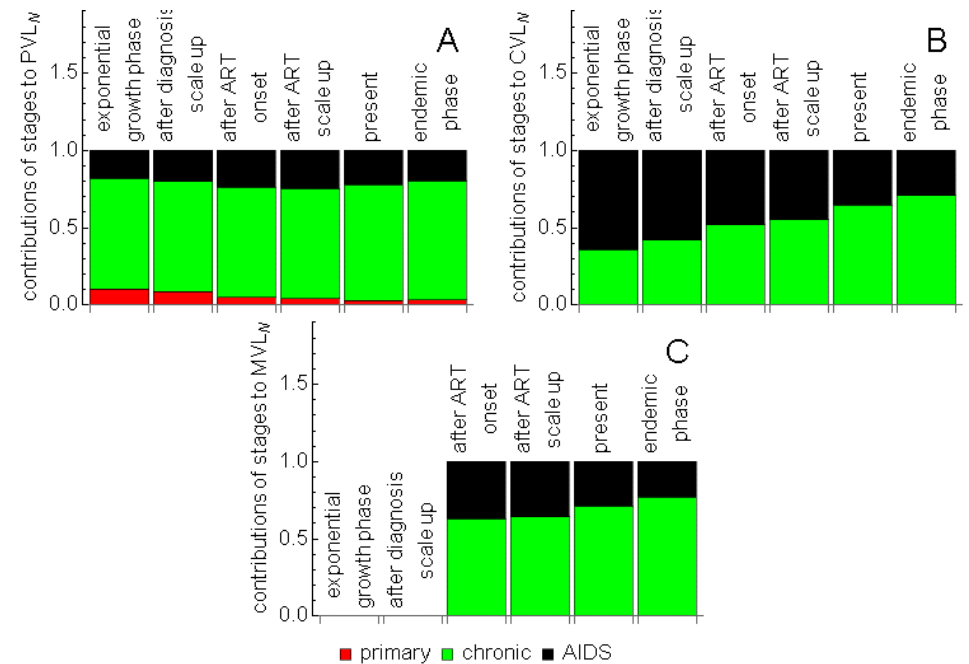 contributions of stages to PVL_N
1.5
1.0
0.5
0.0
exponential
growth phase
after diagnosis
scale up
after ART
onset
after ART
scale up
present
endemic
phase
A
contributions of stages to CVL_N
1.5
1.0
0.5
0.0
exponential
growth phase
after diagnosis
scale up
after ART
onset
after ART
scale up
present
endemic
phase
B
contributions of stages to MVL_N
1.5
1.0
0.5
0.0
exponential
growth phase
after diagnosis
scale up
after ART
onset
after ART
scale up
present
endemic
phase
C
primary chronic AIDS